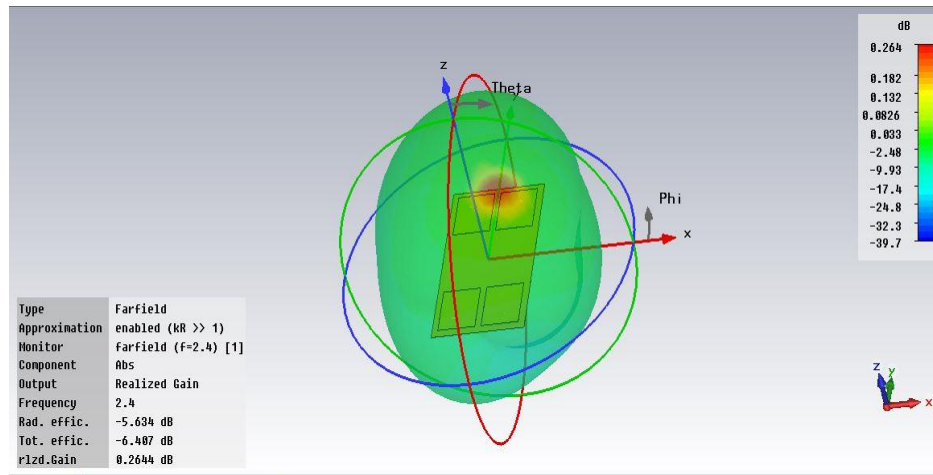 dB
0.264
0.182
0.132
0.0826
0.033
-2.48
-9.93
-17.4
-24.8
-32.3
-39.7
z
Theta
y
Phi
x
Type Farfield
Approximation enabled (kR >> 1)
Monitor farfield (f=2.4) [1]
Component Abs
Output Realized Gain
Frequency 2.4
Rad. effic. -5.634 dB
Tot. effic. -6.407 dB
rlzd.Gain 0.2644 dB
z y
x